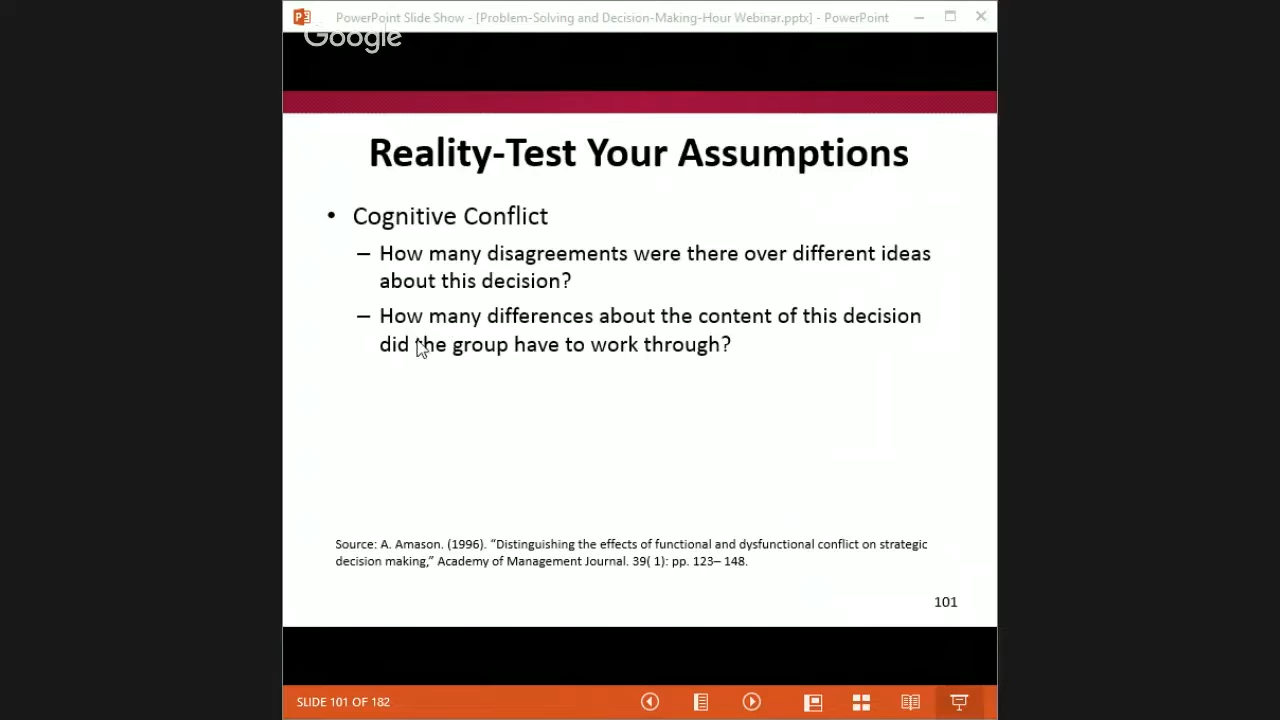 PowerPoint Slide Show - [Problem-Solving and Decision-Making-Hour Webinar.pptx] - PowerPoint
Google
Reality-Test Your Assumptions
• Cognitive Conflict
– How many disagreements were there over different ideas
about this decision?
– How many differences about the content of this decision
did the group have to work through?
Source: A. Amason. (1996). “Distinguishing the effects of functional and dysfunctional conflict on strategic
decision making,” Academy of Management Journal. 39( 1): pp. 123– 148.
101
SLIDE 101 OF 182